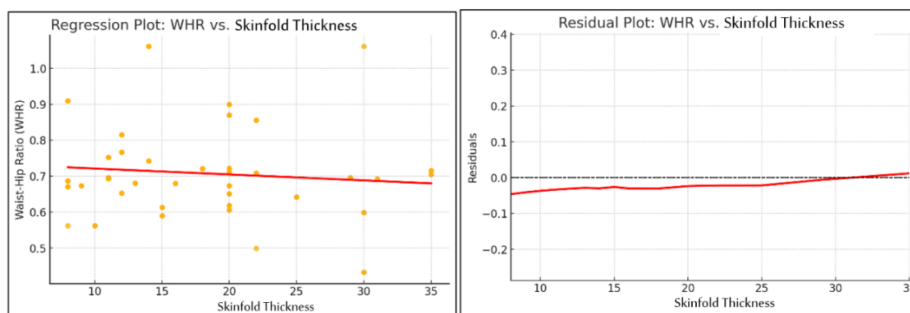 Regression Plot: WHR vs. Skinfold Thickness
Waist-Hip Ratio (WHR)
1.0
0.9
0.8
0.7
0.6
0.5
10 15 20 25 30 35
Skinfold Thickness
Residual Plot: WHR vs. Skinfold Thickness
Residuals
0.4
0.3
0.2
0.1
0.0
-0.1
-0.2
10 15 20 25 30 35
Skinfold Thickness